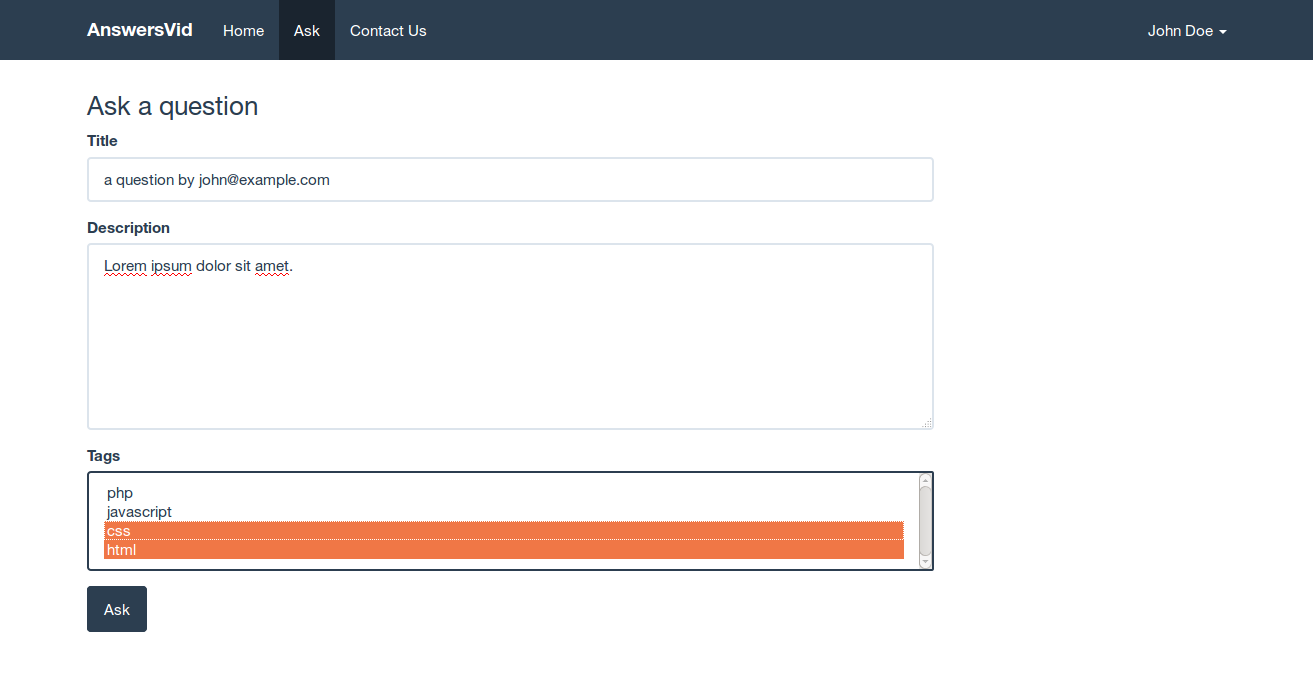 AnswersVid Home Ask Contact Us John Doe
Ask a question
Title
a question by john@example.com
Description
Lorem ipsum dolor sit amet.
Tags
php
javascript
css
html
Ask